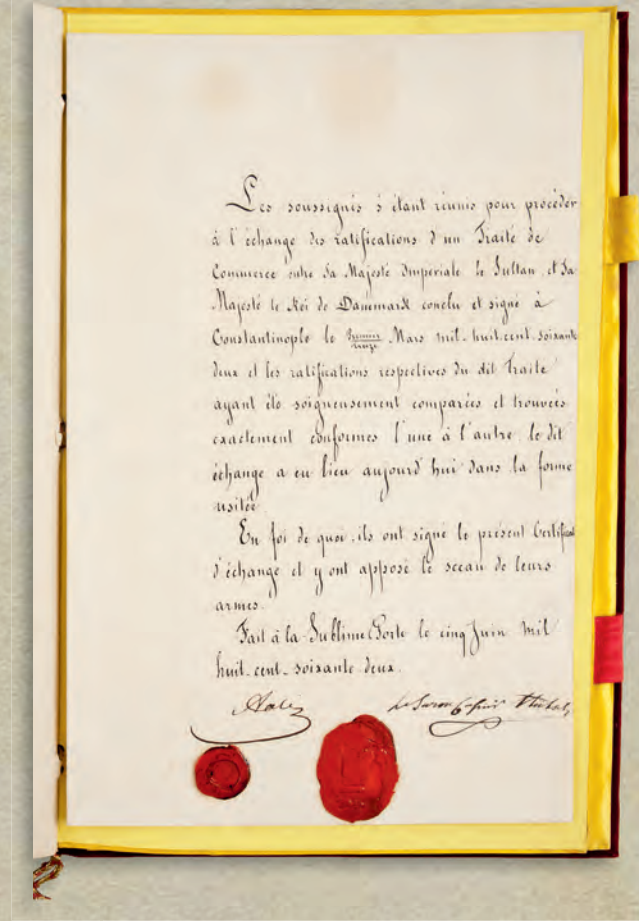 Les soussignés s'étant réunis pour procéder
à l'échange des ratifications d'un Traité de
Commerce entre Sa Majesté Impériale le Sultan et Sa
Majesté le Roi de Danemark conclu et signé à
Constantinople le Mars mil. huit. cent. soixante
deux et les ratifications respectives du dit Traité
ayant été soigneusement comparées et trouvées
exactement conformes l'une à l'autre le dit
échange a eu lieu aujourd'hui dans la forme
usitée
En foi de quoi ils ont signé le présent Certificat
d'échange et y ont apposé le sceau de leurs
armes.
Fait à la Sublime Porte le cinq Juin mil
huit. cent. soixante deux.
Aali